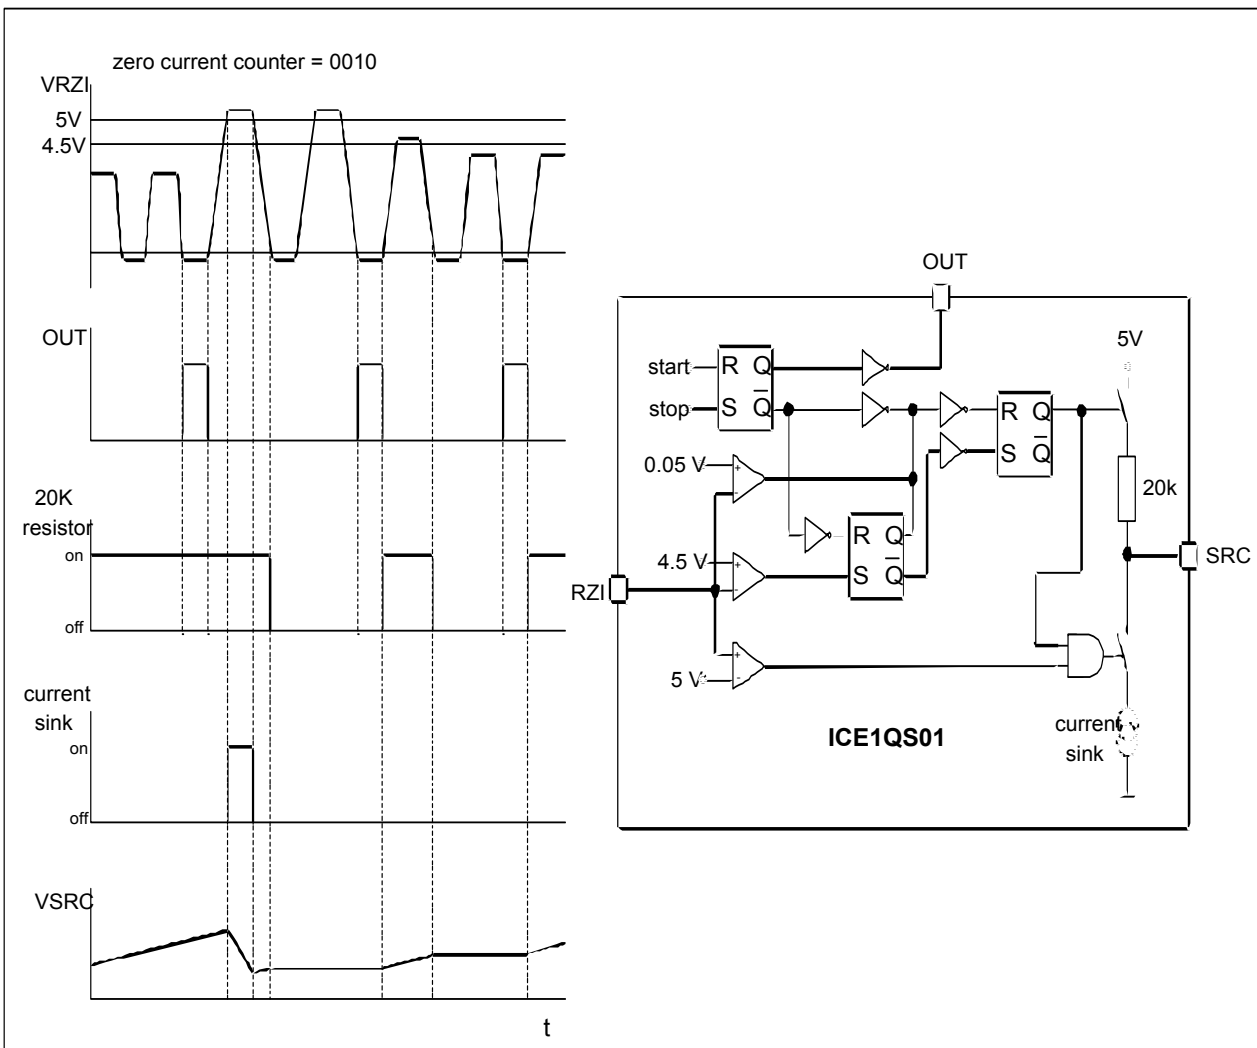 zero current counter = 0010
VRZI
5V
4.5V
OUT
20K
resistor
on
off
current
sink
on
off
VSRC
t
OUT
5V
start
R Q
stop
S Q̅
R Q
S Q̅
0.05 V
+
-
20k
R Q
S Q̅
4.5 V
+
-
SRC
RZI
+
5 V
-
current
sink
ICE1QS01